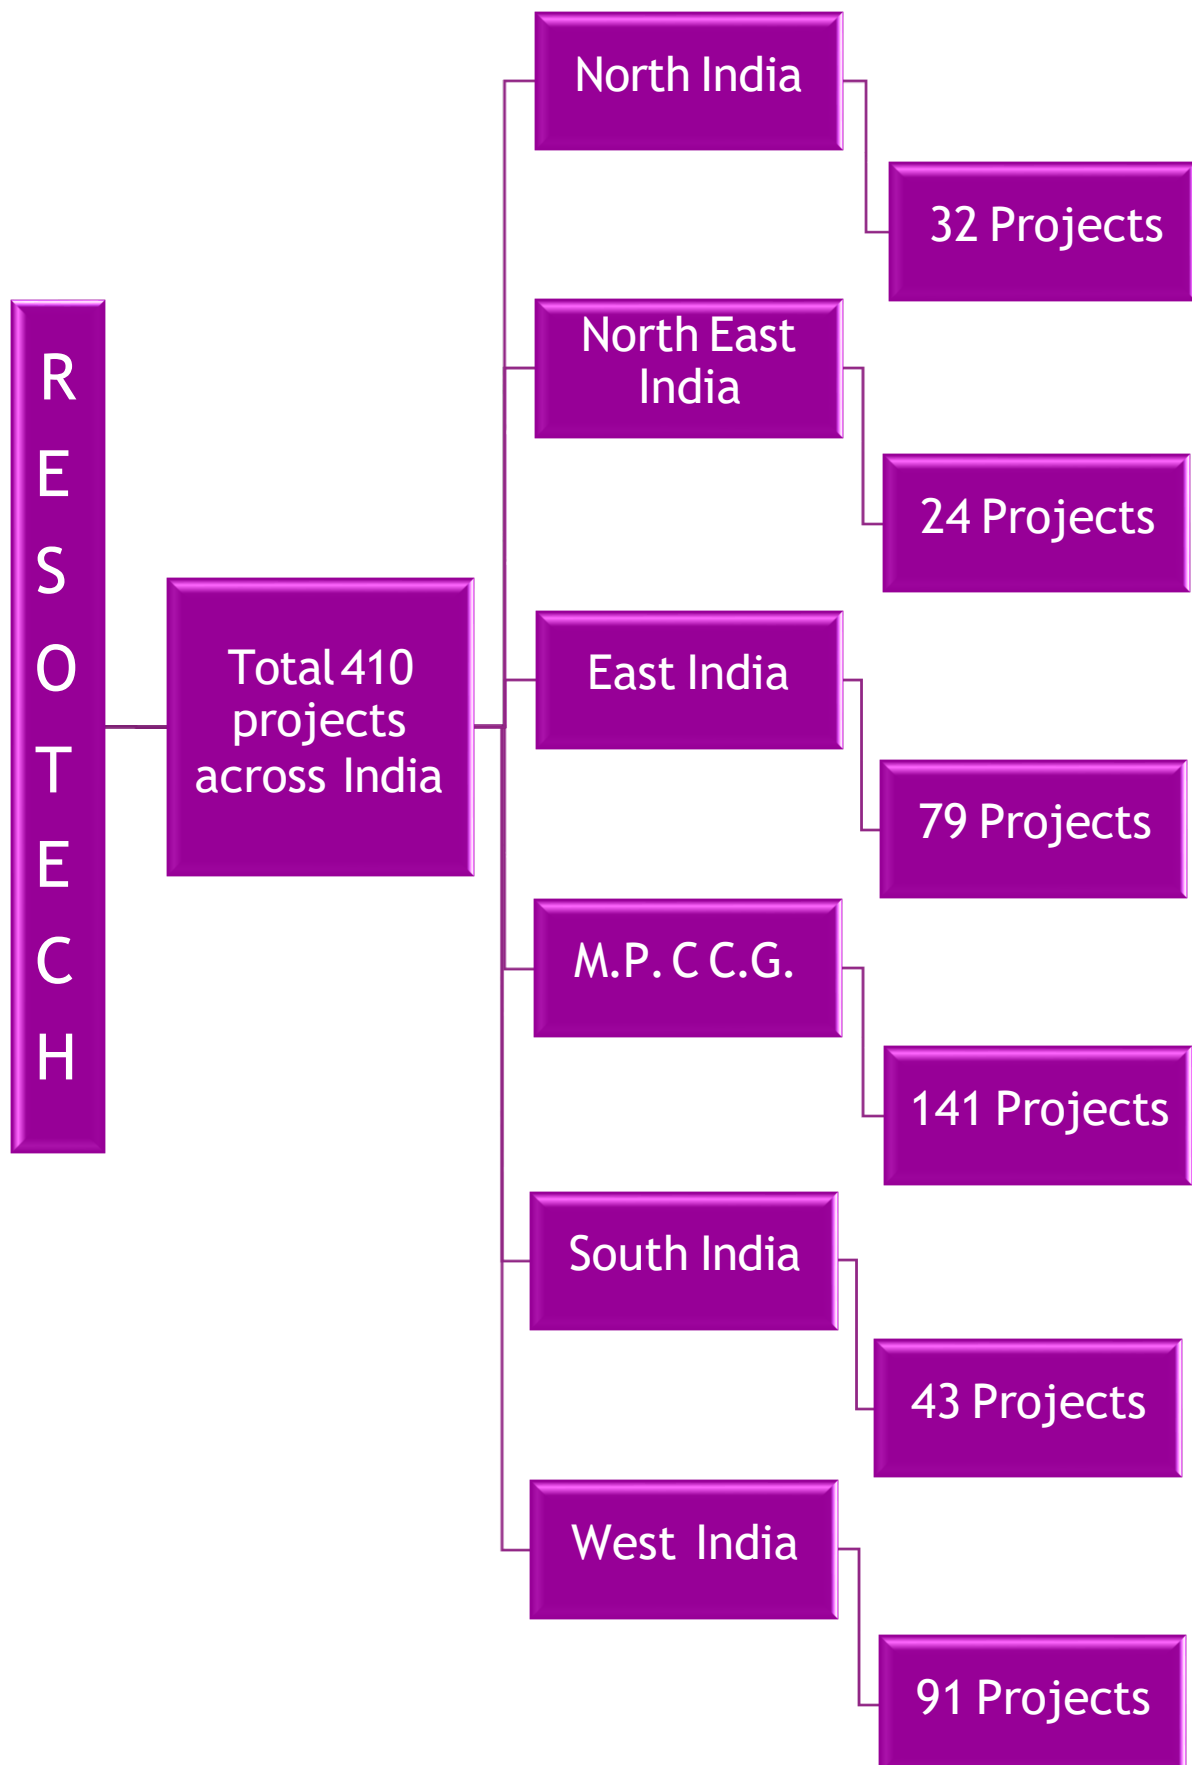 R
E
S
O
T
E
C
H
Total 410
projects
across India
North India
32 Projects
North East
India
24 Projects
East India
79 Projects
M.P. C C.G.
141 Projects
South India
43 Projects
West India
91 Projects